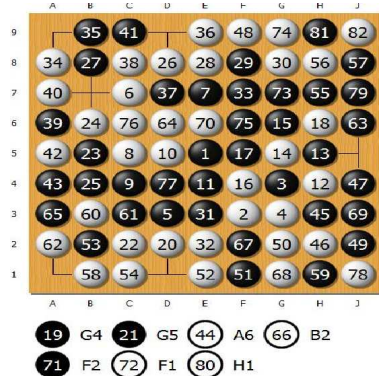 A B C D E F G H J
9 35 41 36 48 74 81 82
8 34 27 38 26 28 29 30 56 57
7 40 6 37 7 33 73 55 79
6 39 24 76 64 70 75 15 18 63
5 42 23 8 10 1 17 14 13
4 43 25 9 77 11 16 3 12 47
3 65 60 61 5 31 2 4 45 69
2 62 53 22 20 32 67 50 46 49
1 58 54 52 51 68 59 78
A B C D E F G H J
19 G4 21 G5 44 A6 66 B2
71 F2 72 F1 80 H1